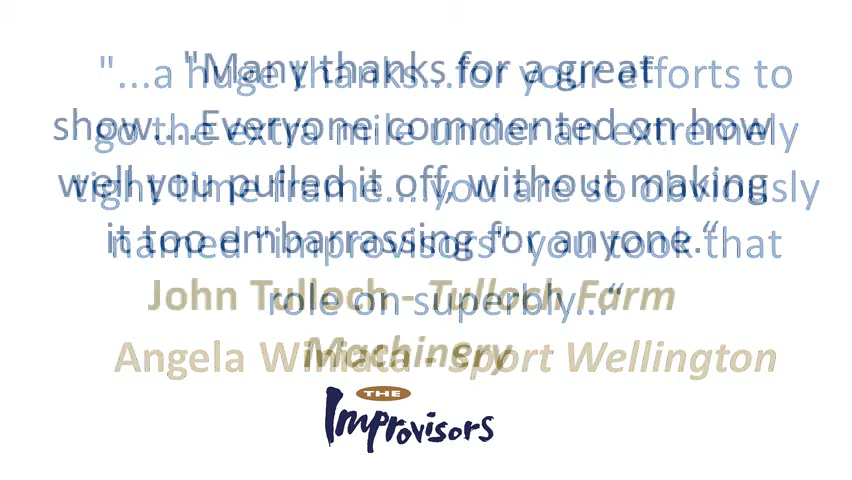 "Many thanks for a great
show.....Everyone commented on how
well you pulled it off, without making
it too embarrassing for anyone.“
John Tulloch - Tulloch Farm
Machinery
"...a huge thanks...for your efforts to
go the extra mile under an extremely
tight time frame....you are so obviously
named "improvisors" you took that
role on superbly...“
Angela - Sport Wellington
THE
Improvisors